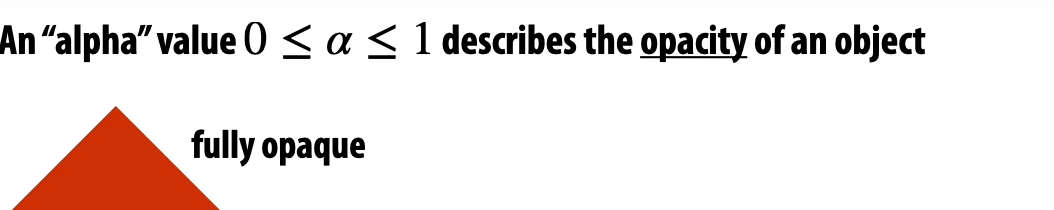 An “alpha” value 0 ≤ α ≤ 1 describes the opacity of an object
fully opaque